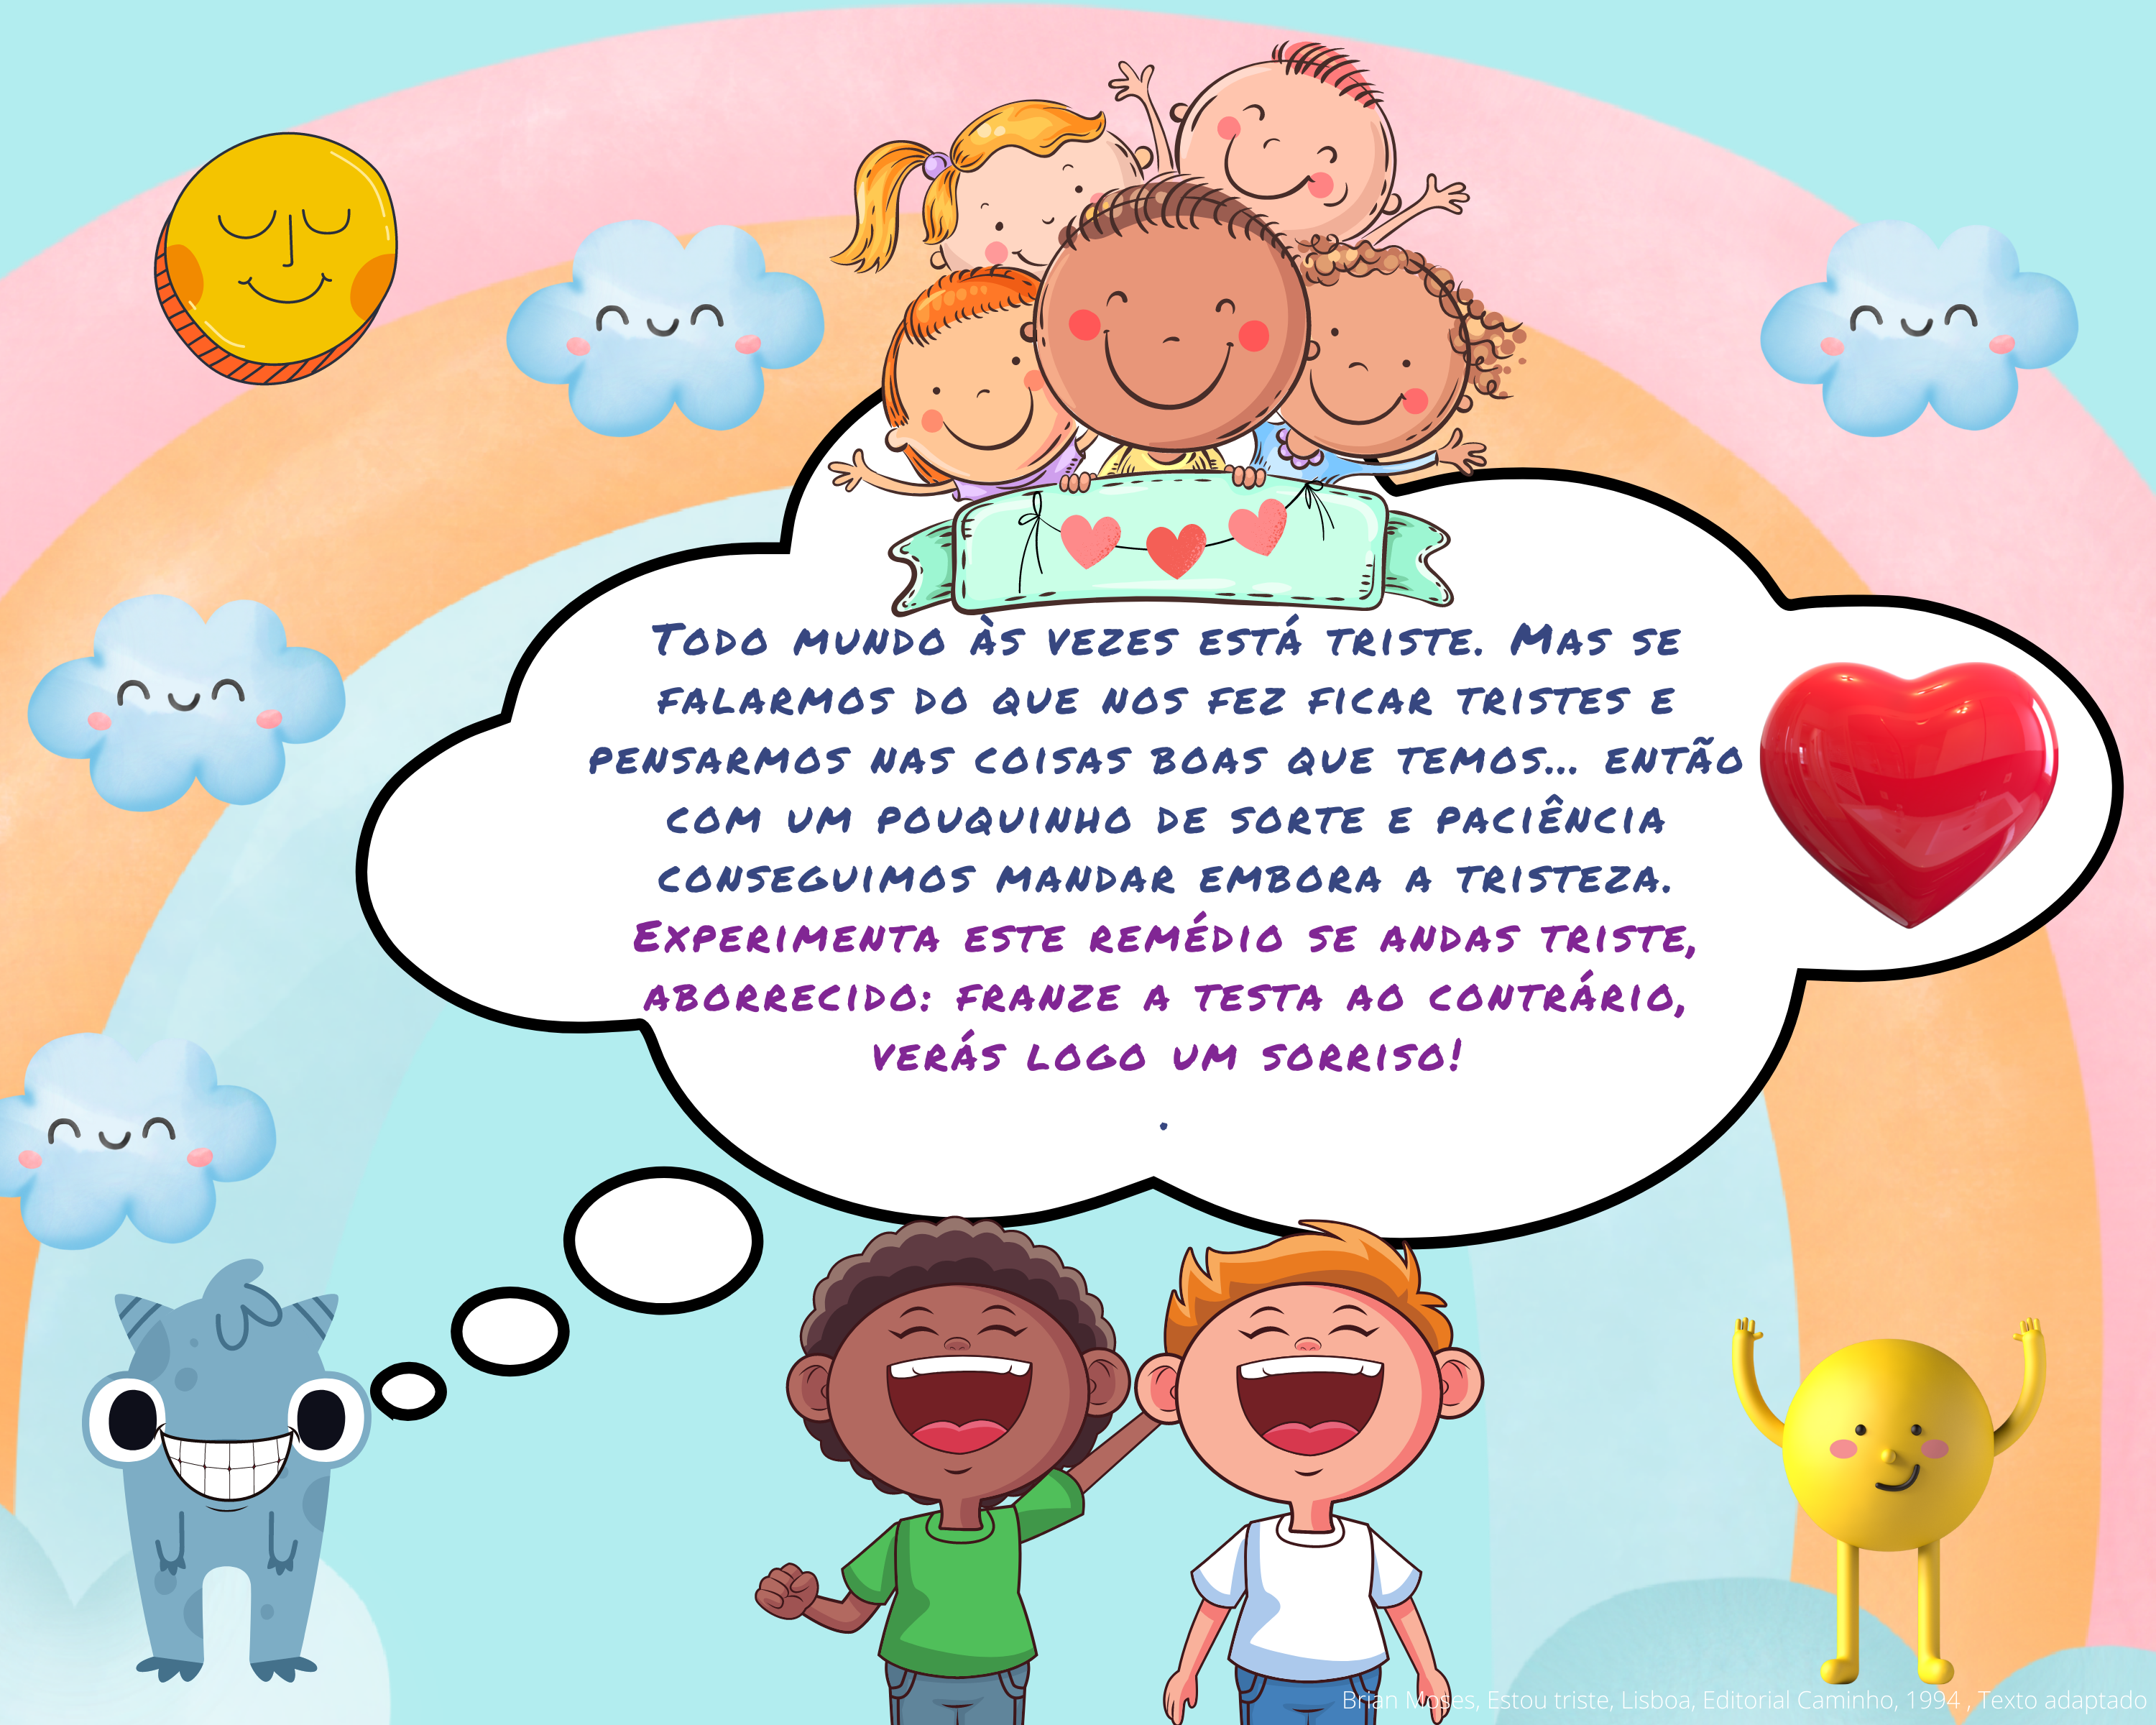 Todo mundo às vezes está triste. Mas se
falarmos do que nos fez ficar tristes e
pensarmos nas coisas boas que temos... então
com um pouquinho de sorte e paciência
conseguimos mandar embora a tristeza.
Experimenta este remédio se andas triste,
aborrecido: franze a testa ao contrário,
verás logo um sorriso!
.
Brian Moses, Estou triste, Lisboa, Editorial Caminho, 1994 , Texto adaptado